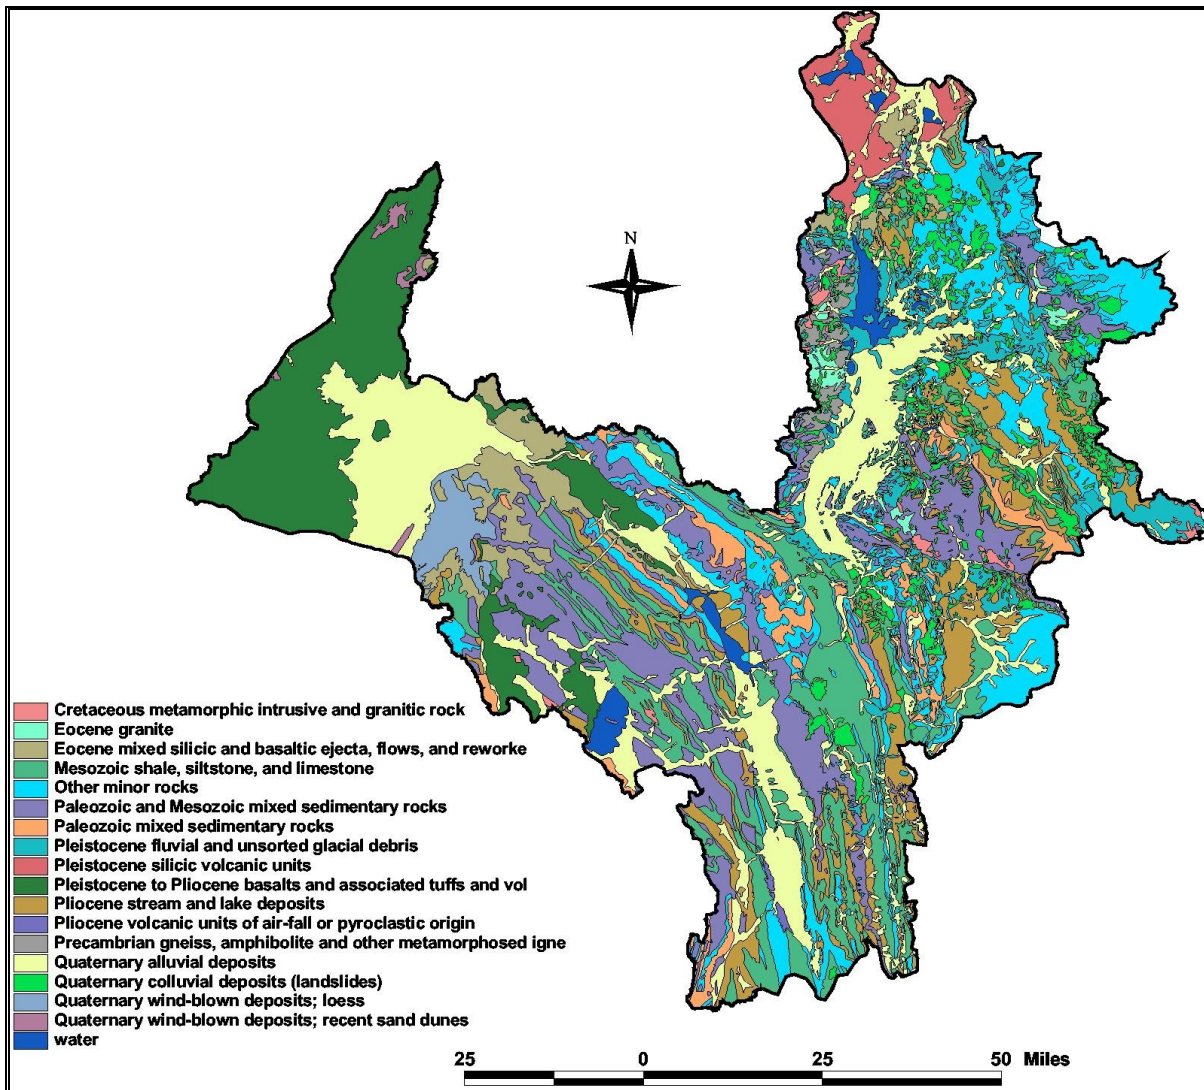 N
Cretaceous metamorphic intrusive and granitic rock
Eocene granite
Eocene mixed silicic and basaltic ejecta, flows, and reworke
Mesozoic shale, siltstone, and limestone
Other minor rocks
Paleozoic and Mesozoic mixed sedimentary rocks
Paleozoic mixed sedimentary rocks
Pleistocene fluvial and unsorted glacial debris
Pleistocene silicic volcanic units
Pleistocene to Pliocene basalts and associated tuffs and vol
Pliocene stream and lake deposits
Pliocene volcanic units of air-fall or pyroclastic origin
Precambrian gneiss, amphibolite and other metamorphosed igne
Quaternary alluvial deposits
Quaternary colluvial deposits (landslides)
Quaternary wind-blown deposits; loess
Quaternary wind-blown deposits; recent sand dunes
water
25 0 25 50 Miles